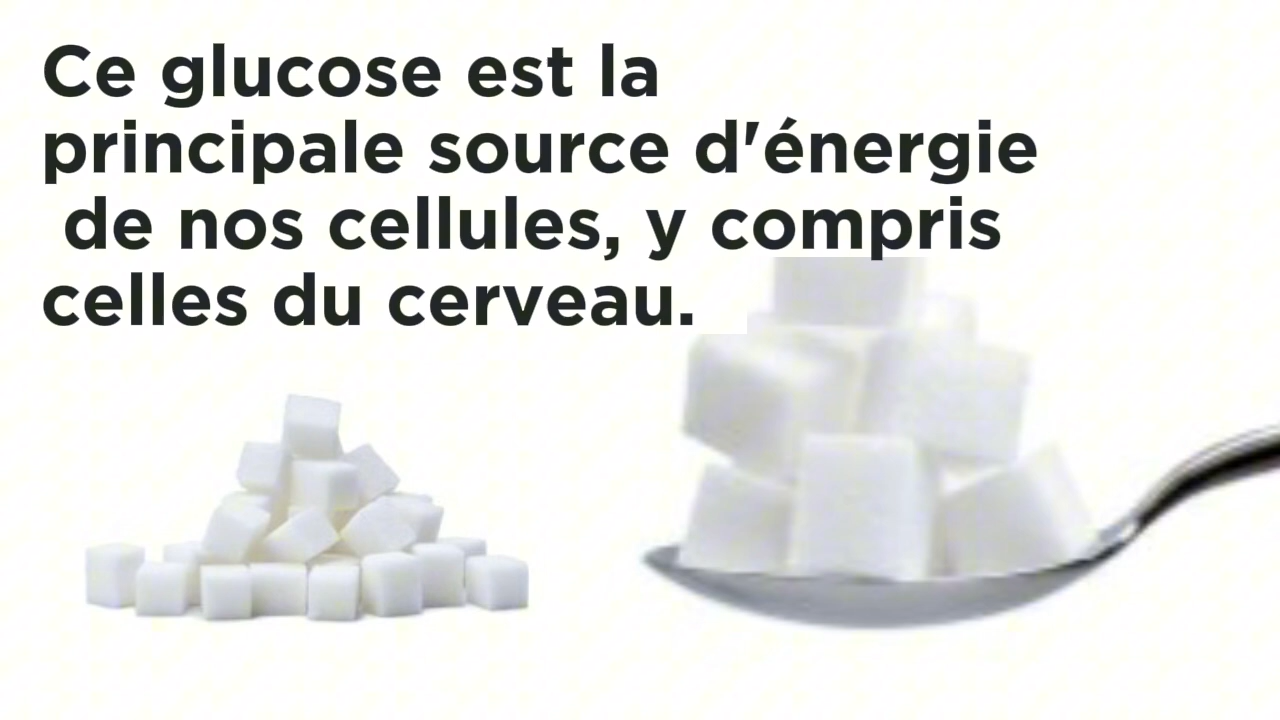 Ce glucose est la
principale source d'énergie
de nos cellules, y compris
celles du cerveau.